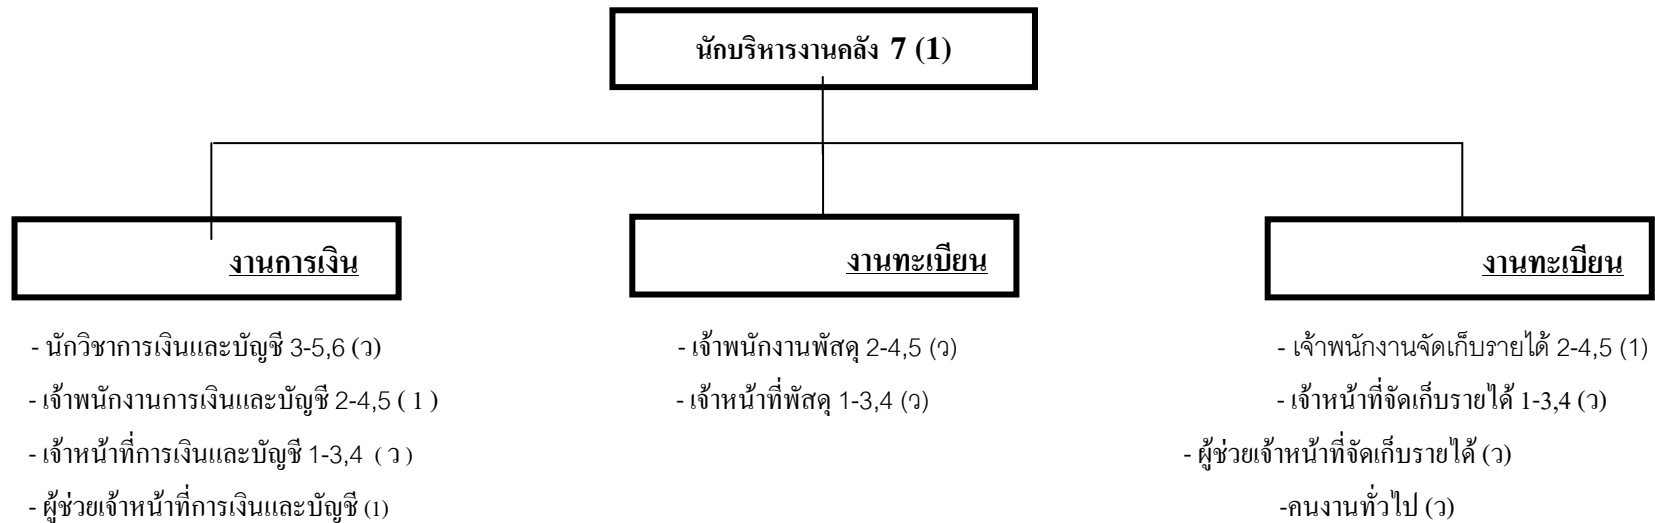 นักบริหารงานคลัง 7 (1)
งานการเงิน
- นักวิชาการเงินและบัญชี 3-5,6 (ว)
- เจ้าพนักงานการเงินและบัญชี 2-4,5 ( 1 )
- เจ้าหน้าที่การเงินและบัญชี 1-3,4 ( ว )
- ผู้ช่วยเจ้าหน้าที่การเงินและบัญชี (1)
งานทะเบียน
- เจ้าพนักงานพัสดุ 2-4,5 (ว)
- เจ้าหน้าที่พัสดุ 1-3,4 (ว)
งานทะเบียน
- เจ้าพนักงานจัดเก็บรายได้ 2-4,5 (1)
- เจ้าหน้าที่จัดเก็บรายได้ 1-3,4 (ว)
- ผู้ช่วยเจ้าหน้าที่จัดเก็บรายได้ (ว)
-คนงานทั่วไป (ว)